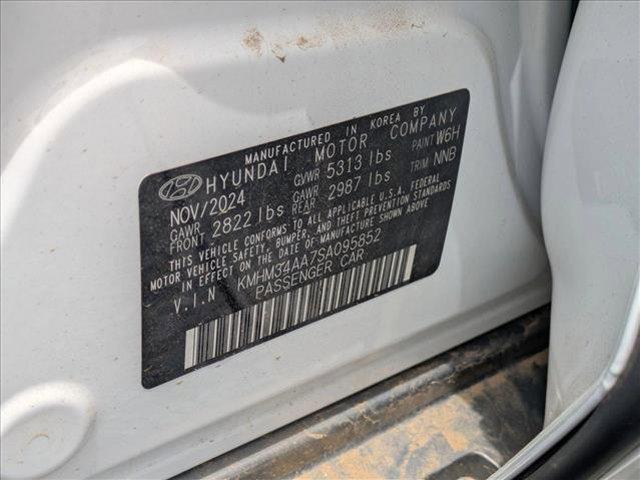 MANUFACTURED IN KOREA BY
HYUNDAI MOTOR COMPANY
NOV/2024 GVWR 5313 lbs PAINT W6H
GAWR FRONT 2822 lbs GAWR REAR 2987 lbs TRIM NNB
THIS VEHICLE CONFORMS TO ALL APPLICABLE U.S.A. FEDERAL
MOTOR VEHICLE SAFETY, BUMPER, AND THEFT PREVENTION STANDARDS
IN EFFECT ON THE DATE OF MANUFACTURE SHOWN ABOVE.
V.I.N KMHM34AA7SA095852
PASSENGER CAR